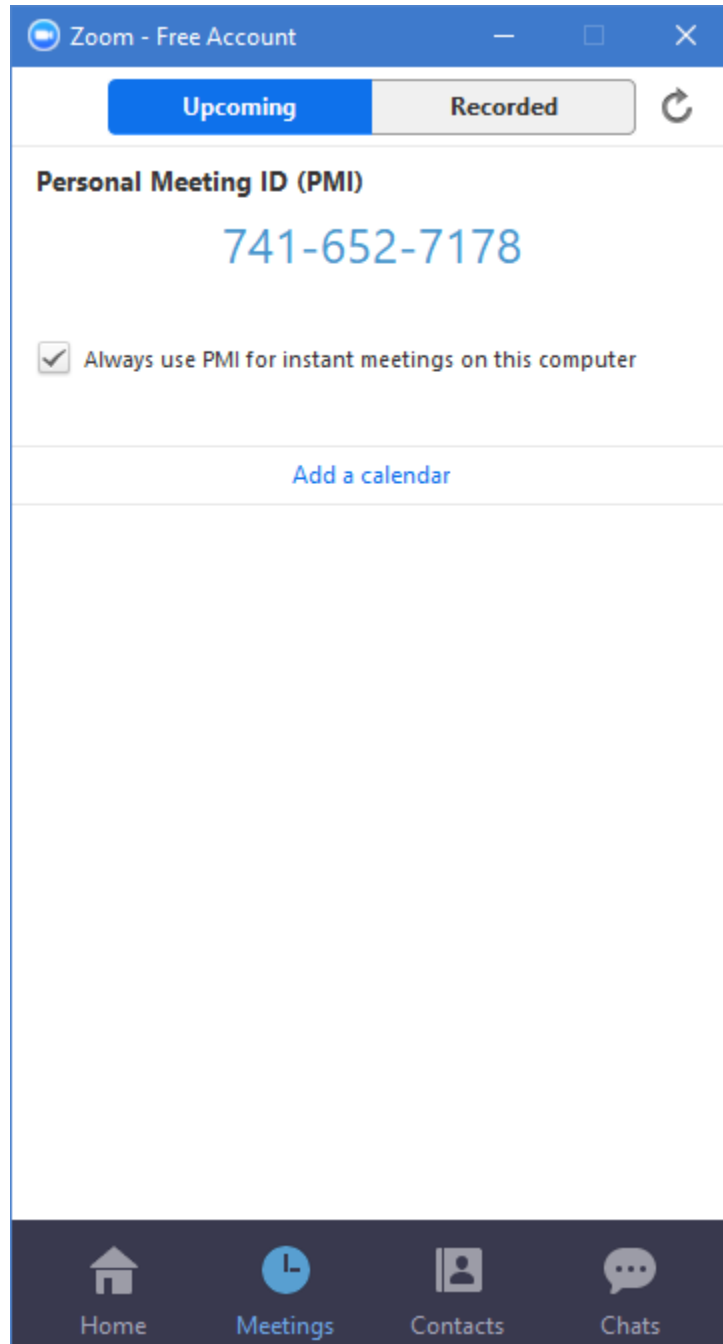 Zoom - Free Account
Upcoming Recorded
Personal Meeting ID (PMI)
741-652-7178
Always use PMI for instant meetings on this computer
Add a calendar
Home Meetings Contacts Chats